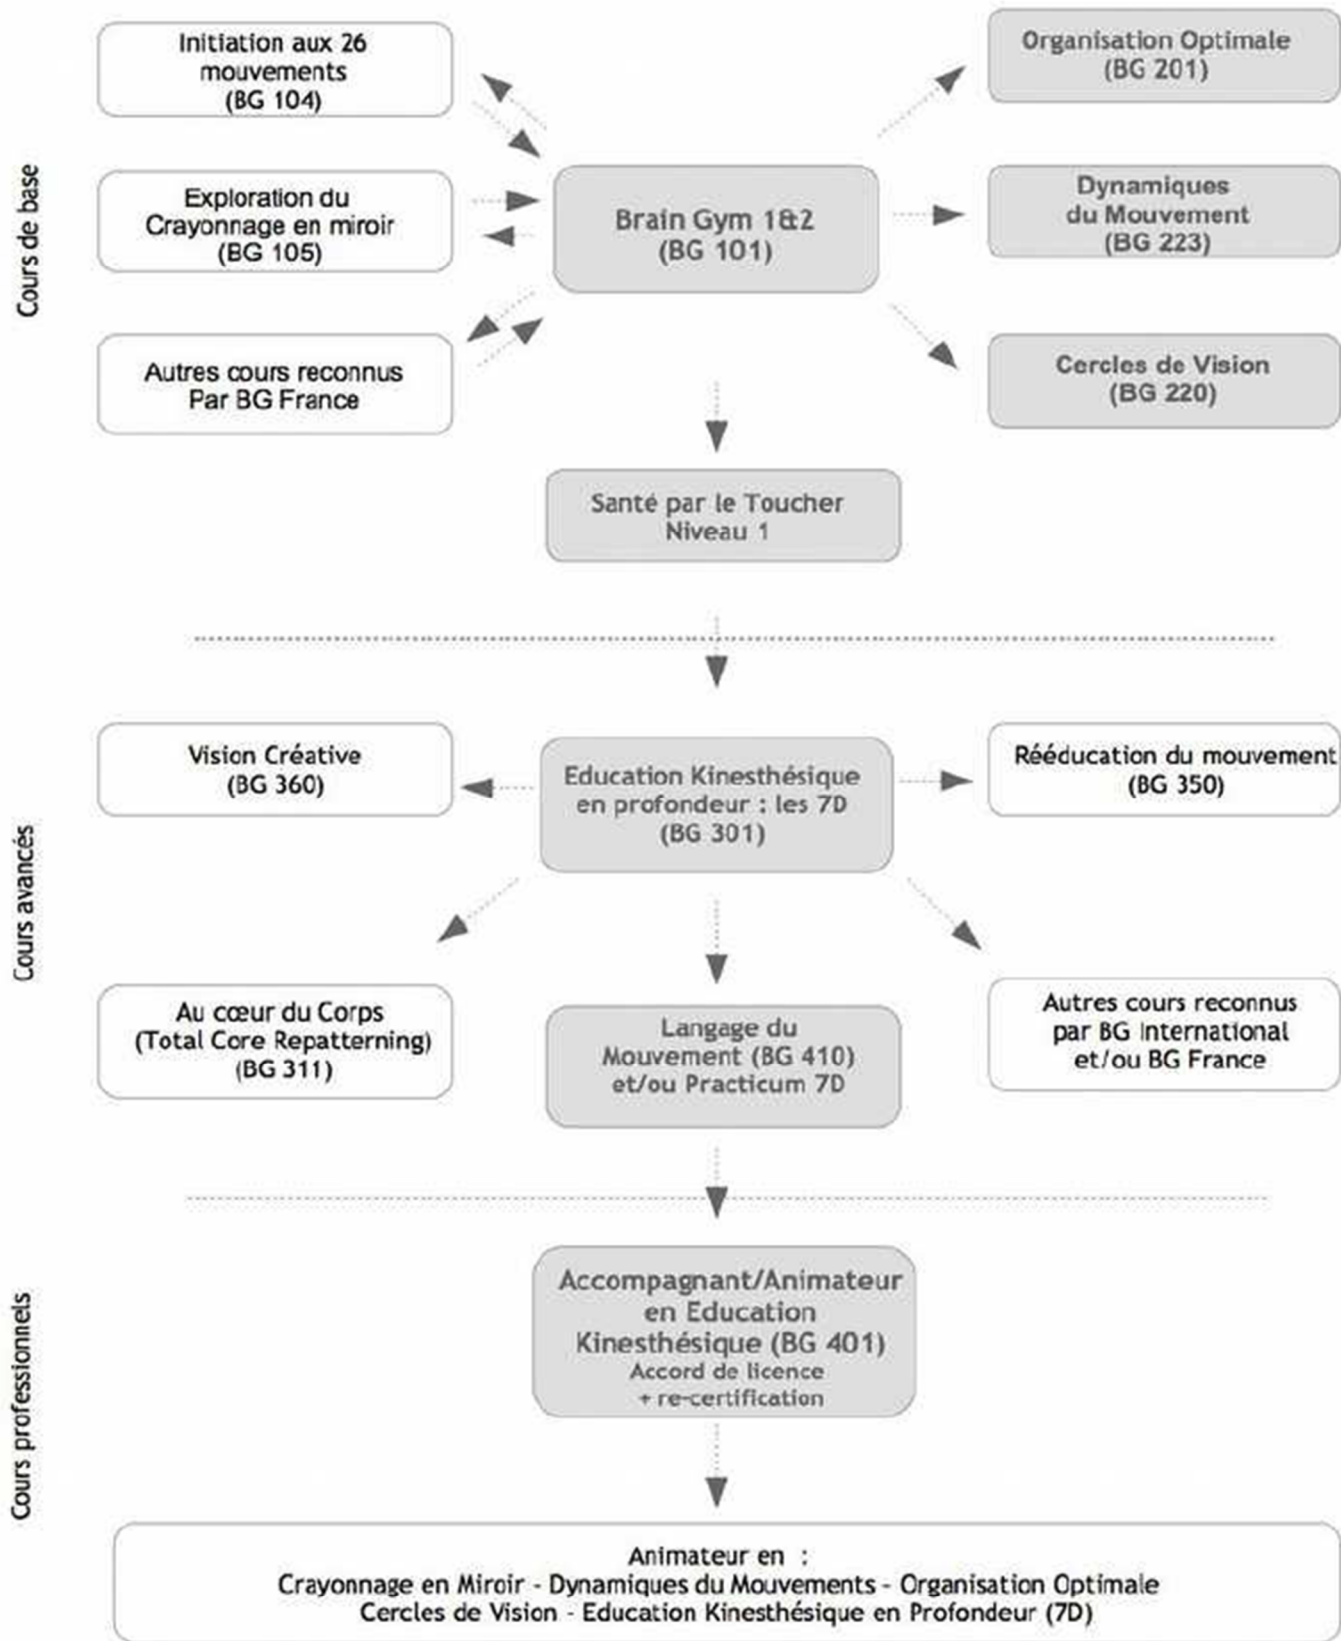 Cours de base
Initiation aux 26
mouvements
(BG 104)
Exploration du
Crayonnage en miroir
(BG 105)
Autres cours reconnus
Par BG France
Brain Gym 1&2
(BG 101)
Organisation Optimale
(BG 201)
Dynamiques
du Mouvement
(BG 223)
Cercles de Vision
(BG 220)
Santé par le Toucher
Niveau 1
Cours avancés
Vision Créative
(BG 360)
Education Kinesthésique
en profondeur : les 7D
(BG 301)
Rééducation du mouvement
(BG 350)
Au cœur du Corps
(Total Core Repatterning)
(BG 311)
Langage du
Mouvement (BG 410)
et/ou Practicum 7D
Autres cours reconnus
par BG International
et/ou BG France
Cours professionnels
Accompagnant/Animateur
en Education
Kinesthésique (BG 401)
Accord de licence
+ re-certification
Animateur en :
Crayonnage en Miroir - Dynamiques du Mouvements - Organisation Optimale
Cercles de Vision - Education Kinesthésique en Profondeur (7D)